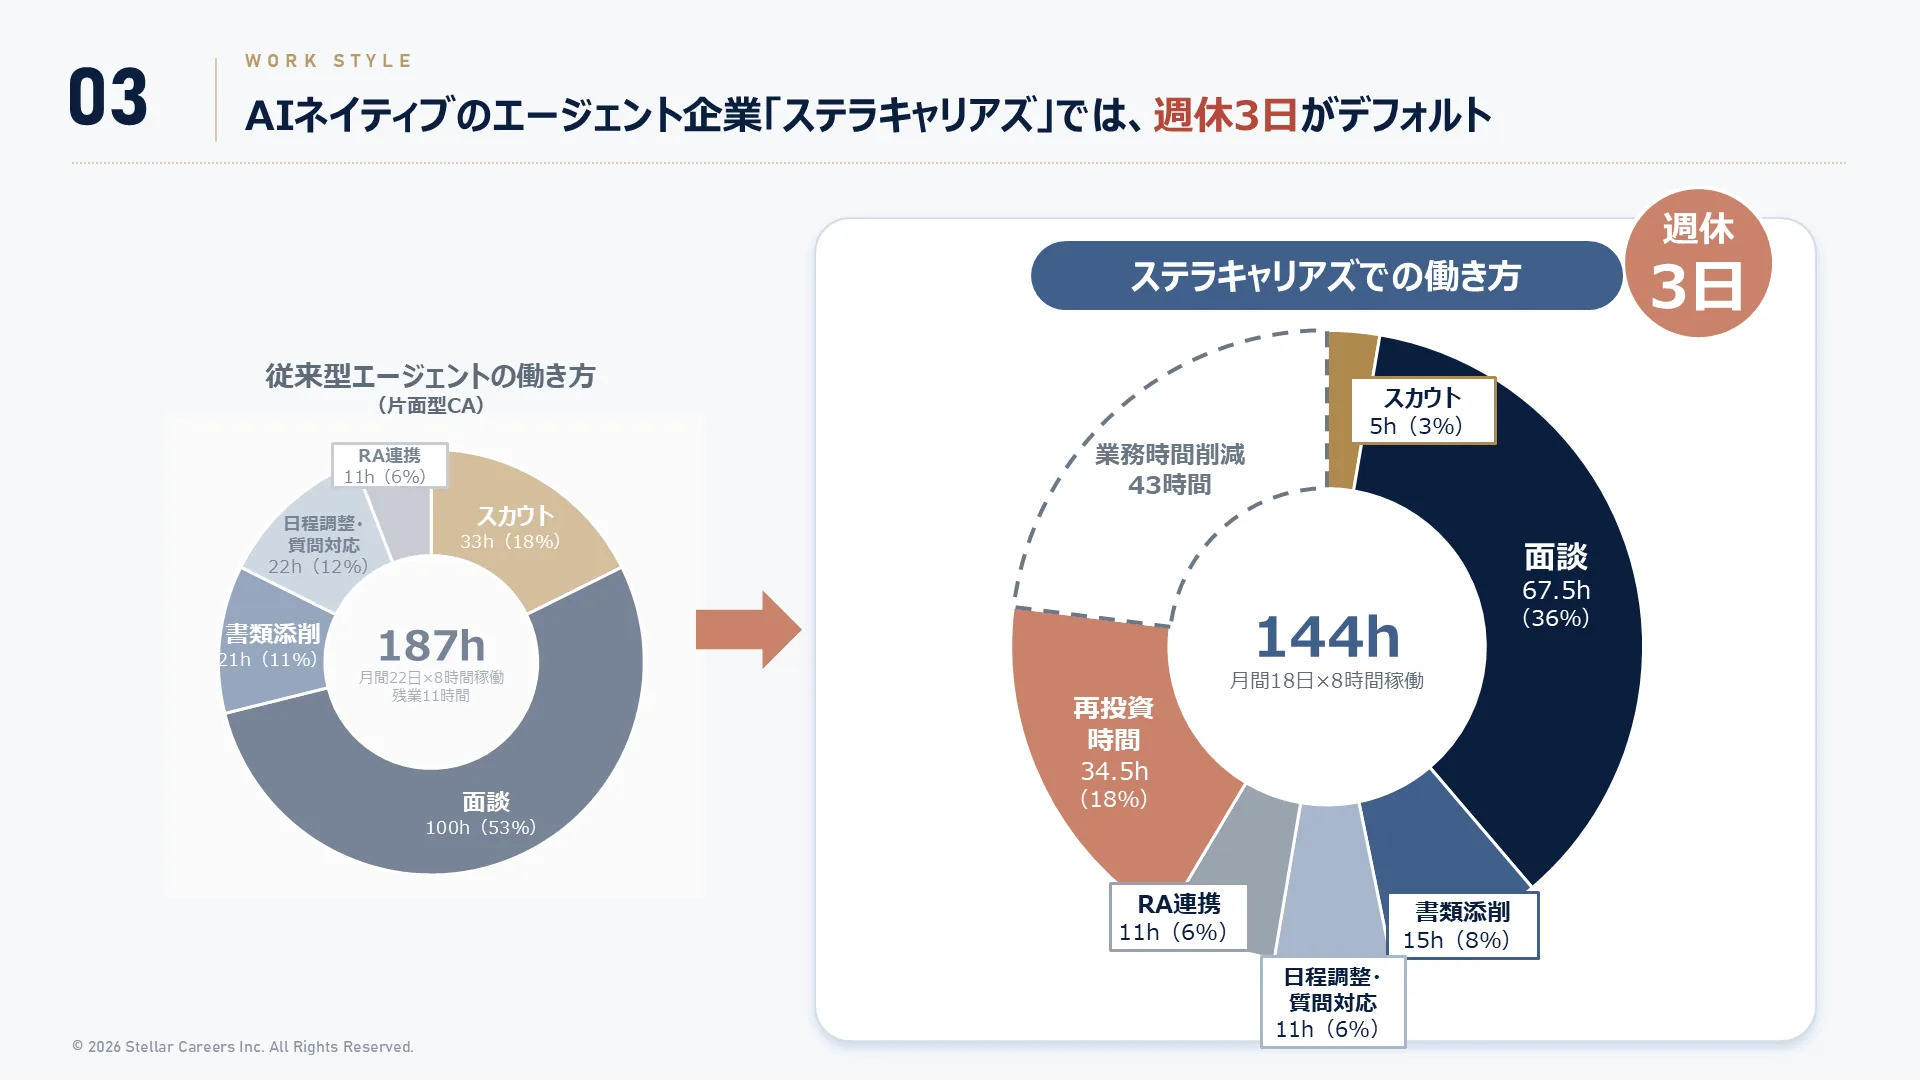 03
WORK STYLE
AIネイティブのエージェント企業「ステラキャリアズ」では、週休3日がデフォルト
従来型エージェントの働き方
（片面型CA）
RA連携
11h（6%）
スカウト
33h（18%）
日程調整・
質問対応
22h（12%）
書類添削
21h（11%）
187h
月間22日×8時間稼働
残業11時間
面談
100h（53%）
週休
3日
ステラキャリアズでの働き方
スカウト
5h（3%）
業務時間削減
43時間
面談
67.5h
（36%）
144h
月間18日×8時間稼働
再投資
時間
34.5h
（18%）
RA連携
11h（6%）
書類添削
15h（8%）
日程調整・
質問対応
11h（6%）
© 2026 Stellar Careers Inc. All Rights Reserved.